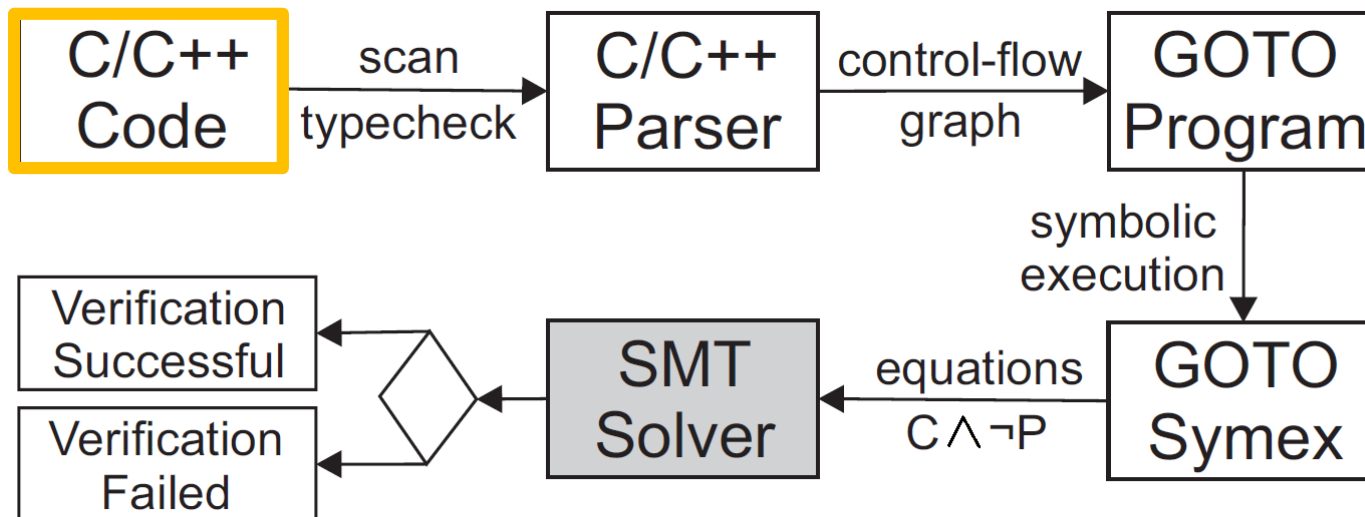 C/C++
Code
scan
typecheck
C/C++
Parser
control-flow
graph
GOTO
Program
symbolic
execution
GOTO
Symex
equations
C ∧ ¬P
SMT
Solver
Verification
Successful
Verification
Failed